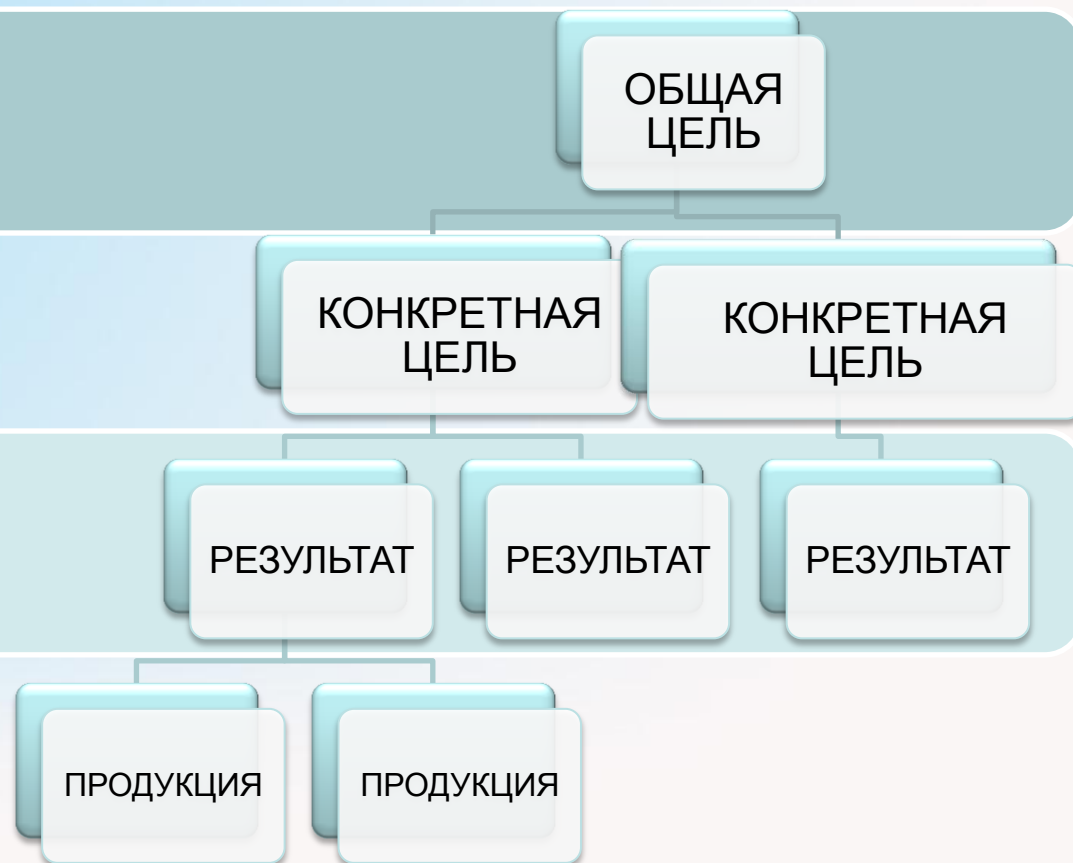 ОБЩАЯ
ЦЕЛЬ
КОНКРЕТНАЯ
ЦЕЛЬ
КОНКРЕТНАЯ
ЦЕЛЬ
РЕЗУЛЬТАТ
РЕЗУЛЬТАТ
РЕЗУЛЬТАТ
ПРОДУКЦИЯ
ПРОДУКЦИЯ